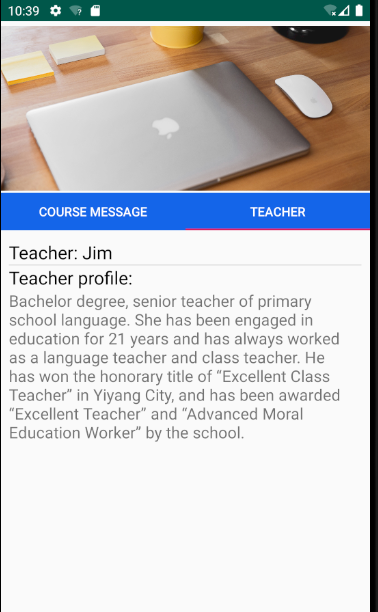 10:39
COURSE MESSAGE TEACHER
Teacher: Jim
Teacher profile:
Bachelor degree, senior teacher of primary
school language. She has been engaged in
education for 21 years and has always worked
as a language teacher and class teacher. He
has won the honorary title of “Excellent Class
Teacher” in Yiyang City, and has been awarded
“Excellent Teacher” and “Advanced Moral
Education Worker” by the school.